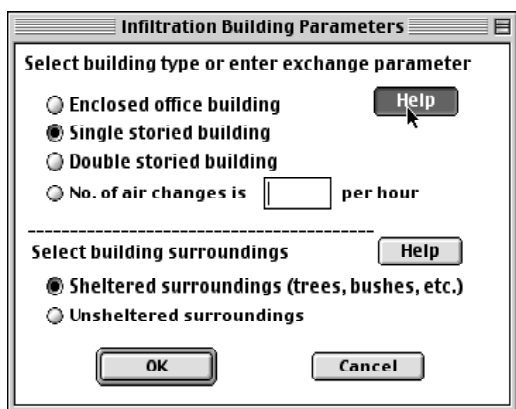 Infiltration Building Parameters
Select building type or enter exchange parameter
Enclosed office building
Help
Single storied building
Double storied building
No. of air changes is per hour
Select building surroundings
Help
Sheltered surroundings (trees, bushes, etc.)
Unsheltered surroundings
OK Cancel